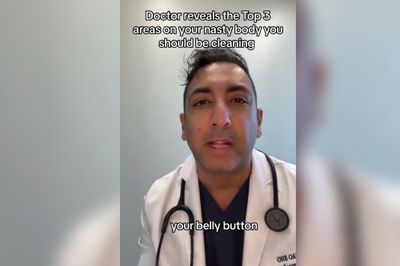 Doctor reveals the Top 3
areas on your nasty body you
should be cleaning
your belly button